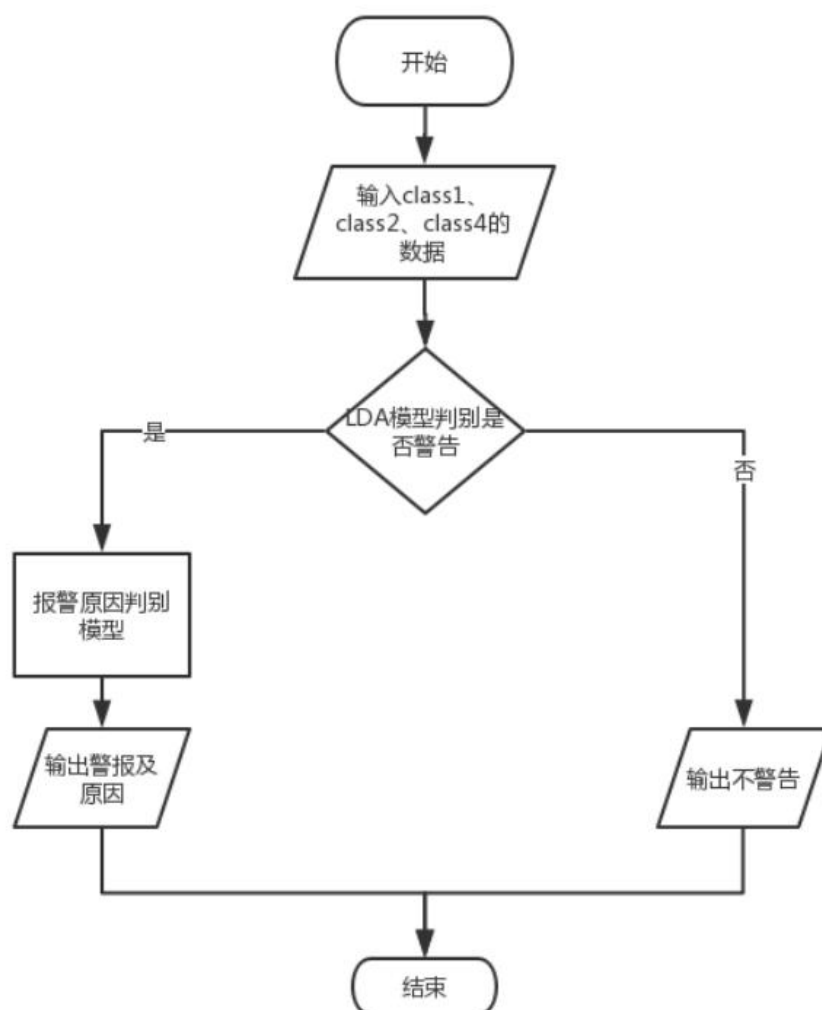 开始
输入class1、
class2、class4的
数据
LDA模型判别是
否警告
是
否
报警原因判别
模型
输出警报及
原因
输出不警告
结束